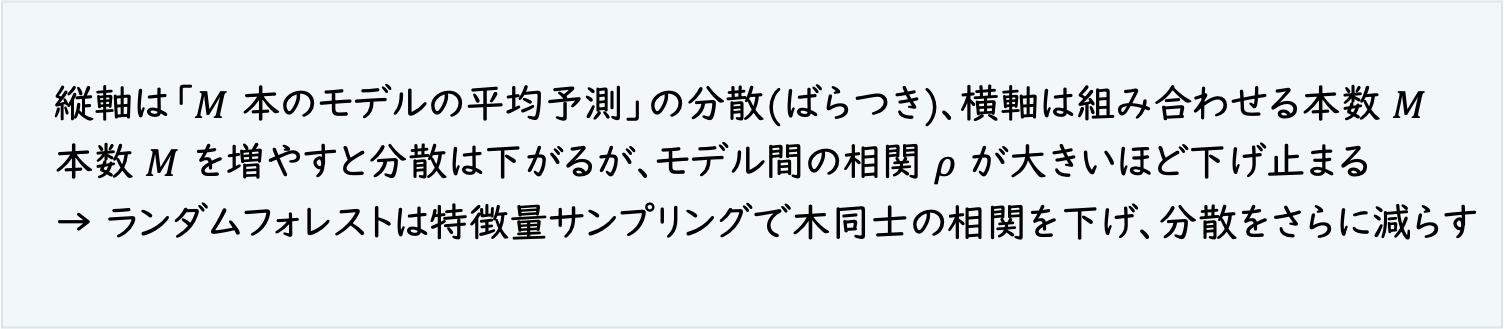 縦軸は「M 本のモデルの平均予測」の分散(ばらつき)、横軸は組み合わせる本数 M
本数 M を増やすと分散は下がるが、モデル間の相関 ρ が大きいほど下げ止まる
→ ランダムフォレストは特徴量サンプリングで木同士の相関を下げ、分散をさらに減らす